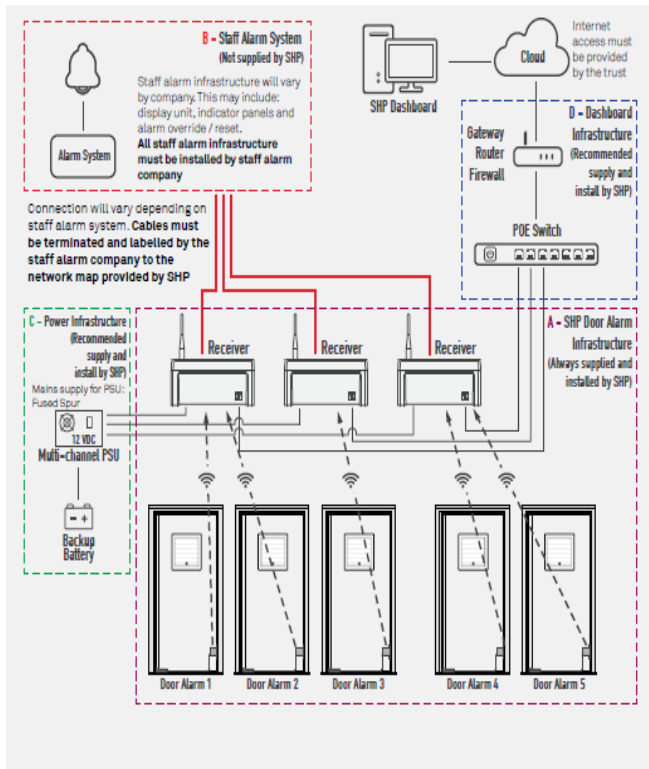 B - Staff Alarm System
(Not supplied by SHP)
Staff alarm infrastructure will vary
by company. This may include:
display unit, indicator panels and
alarm override / reset.
All staff alarm infrastructure
must be installed by staff alarm
company
Alarm System
Connection will vary depending on
staff alarm system. Cables must
be terminated and labelled by the
staff alarm company to the
network map provided by SHP
SHP Dashboard
Cloud
Internet
access must
be provided
by the trust
D - Dashboard
Infrastructure
(Recommended
supply and
install by SHP)
Gateway
Router
Firewall
POE Switch
C - Power Infrastructure
(Recommended
supply and
install by SHP)
Mains supply for PSU:
Fused Spur
12 VDC
Multi-channel PSU
Backup
Battery
A - SHP Door Alarm
Infrastructure
(Always supplied and
installed by SHP)
Receiver
Receiver
Receiver
Door Alarm 1
Door Alarm 2
Door Alarm 3
Door Alarm 4
Door Alarm 5